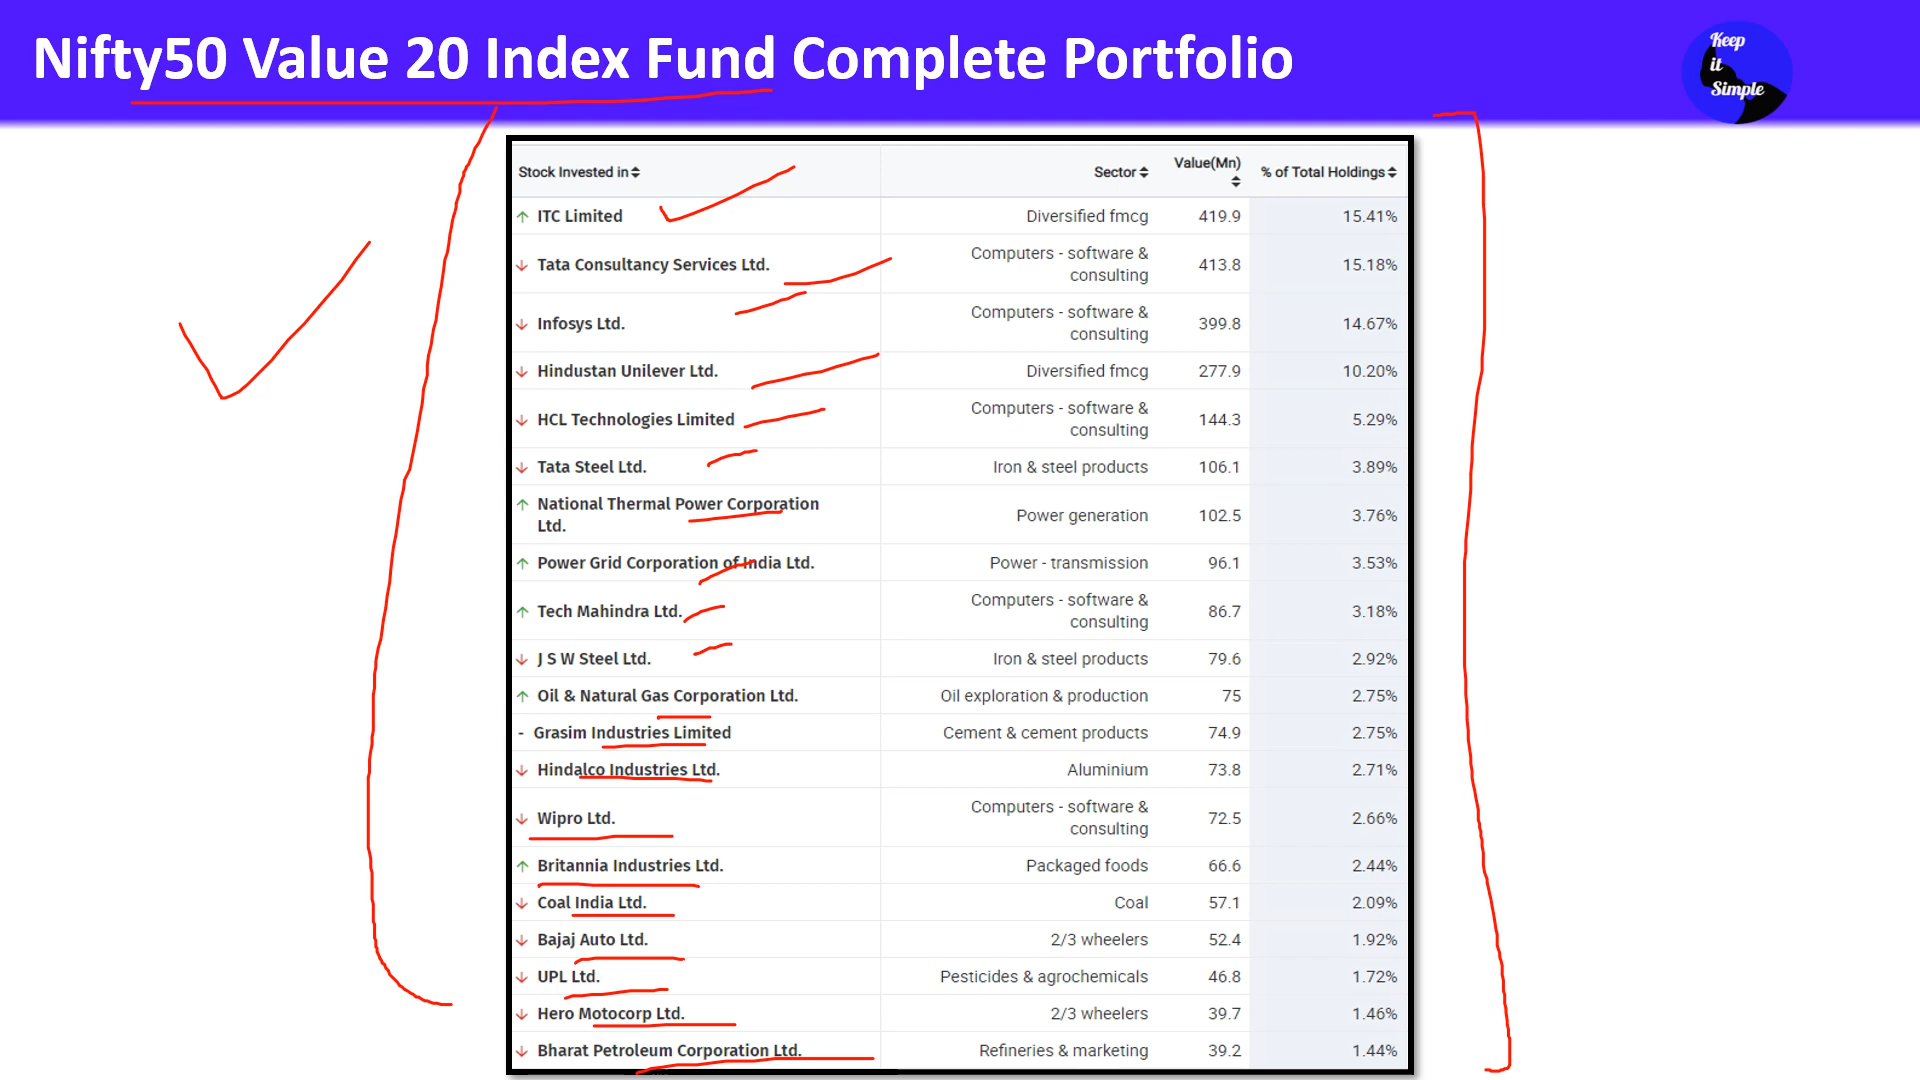 Nifty50 Value 20 Index Fund Complete Portfolio
Keep
it
Simple
Stock Invested in Sector Value(Mn) % of Total Holdings
ITC Limited Diversified fmcg 419.9 15.41%
Tata Consultancy Services Ltd. Computers - software & consulting 413.8 15.18%
Infosys Ltd. Computers - software & consulting 399.8 14.67%
Hindustan Unilever Ltd. Diversified fmcg 277.9 10.20%
HCL Technologies Limited Computers - software & consulting 144.3 5.29%
Tata Steel Ltd. Iron & steel products 106.1 3.89%
National Thermal Power Corporation Ltd. Power generation 102.5 3.76%
Power Grid Corporation of India Ltd. Power - transmission 96.1 3.53%
Tech Mahindra Ltd. Computers - software & consulting 86.7 3.18%
J S W Steel Ltd. Iron & steel products 79.6 2.92%
Oil & Natural Gas Corporation Ltd. Oil exploration & production 75 2.75%
- Grasim Industries Limited Cement & cement products 74.9 2.75%
Hindalco Industries Ltd. Aluminium 73.8 2.71%
Wipro Ltd. Computers - software & consulting 72.5 2.66%
Britannia Industries Ltd. Packaged foods 66.6 2.44%
Coal India Ltd. Coal 57.1 2.09%
Bajaj Auto Ltd. 2/3 wheelers 52.4 1.92%
UPL Ltd. Pesticides & agrochemicals 46.8 1.72%
Hero Motocorp Ltd. 2/3 wheelers 39.7 1.46%
Bharat Petroleum Corporation Ltd. Refineries & marketing 39.2 1.44%